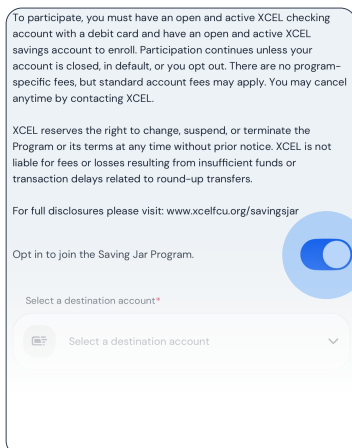 To participate, you must have an open and active XCEL checking
account with a debit card and have an open and active XCEL
savings account to enroll. Participation continues unless your
account is closed, in default, or you opt out. There are no program-
specific fees, but standard account fees may apply. You may cancel
anytime by contacting XCEL.
XCEL reserves the right to change, suspend, or terminate the
Program or its terms at any time without prior notice. XCEL is not
liable for fees or losses resulting from insufficient funds or
transaction delays related to round-up transfers.
For full disclosures please visit: www.xcelfcu.org/savingsjar
Opt in to join the Saving Jar Program.
Select a destination account*
Select a destination account